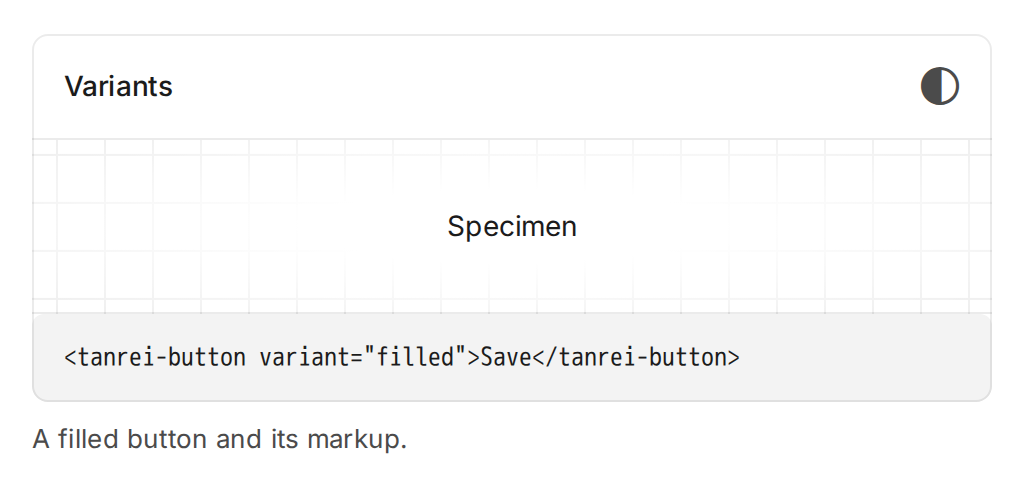 Variants
Specimen
<tanrei-button variant="filled">Save</tanrei-button>
A filled button and its markup.